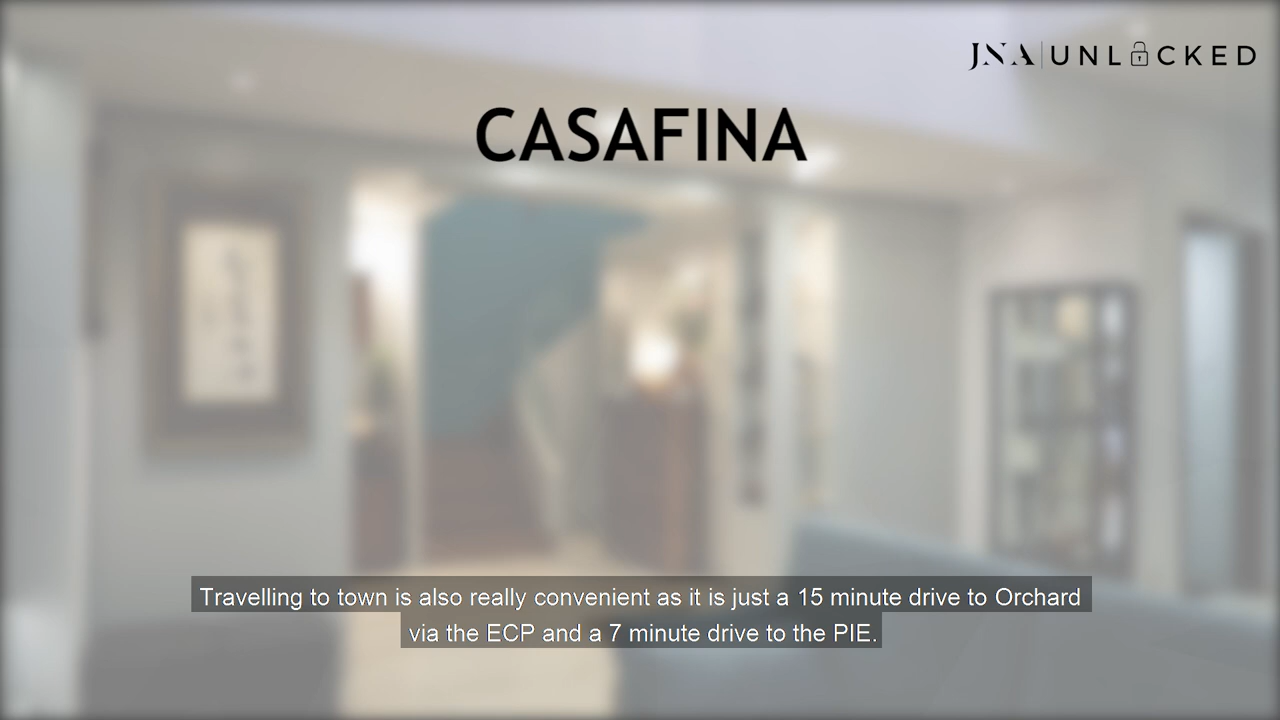 JNA UNLOCKED
CASAFINA
Travelling to town is also really convenient as it is just a 15 minute drive to Orchard
via the ECP and a 7 minute drive to the PIE.